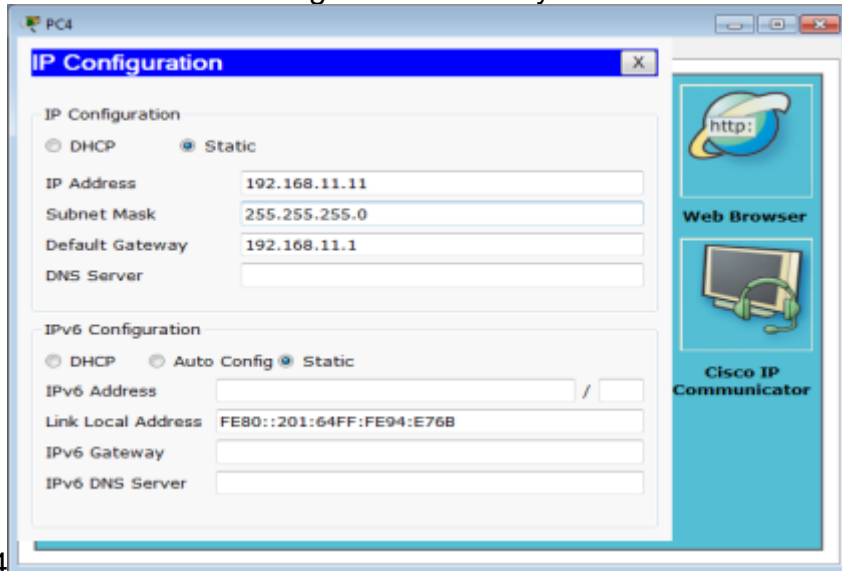 PC4
IP Configuration X
IP Configuration
DHCP Static
IP Address 192.168.11.11
Subnet Mask 255.255.255.0
Default Gateway 192.168.11.1
DNS Server
IPv6 Configuration
DHCP Auto Config Static
IPv6 Address /
Link Local Address FE80::201:64FF:FE94:E76B
IPv6 Gateway
IPv6 DNS Server
http:
Web Browser
Cisco IP
Communicator
4